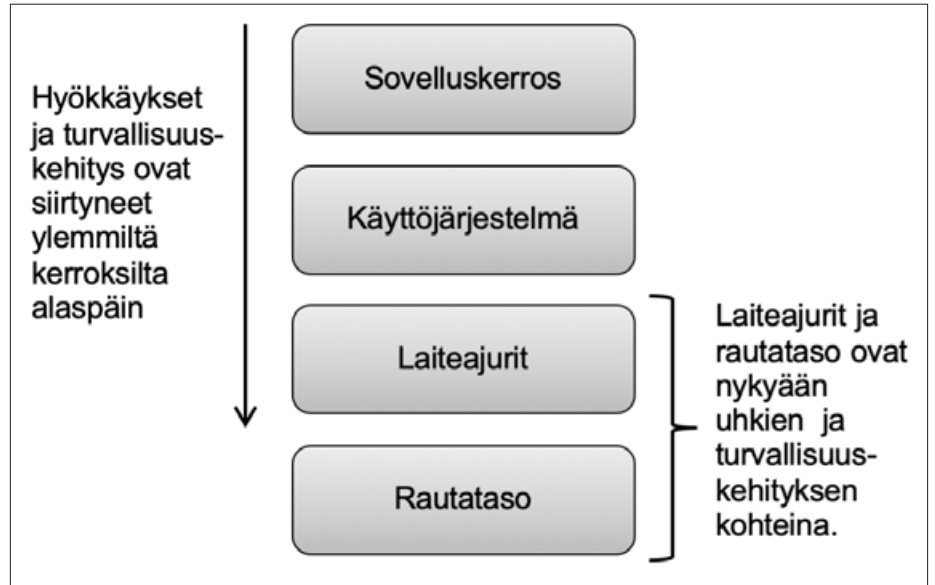 Hyökkäykset
ja turvallisuus-
kehitys ovat
siirtyneet
ylemmiltä
kerroksilta
alaspäin
Sovelluskerros
Käyttöjärjestelmä
Laiteajurit
Rautataso
Laiteajurit ja
rautataso ovat
nykyään
uhkien ja
turvallisuus-
kehityksen
kohteina.